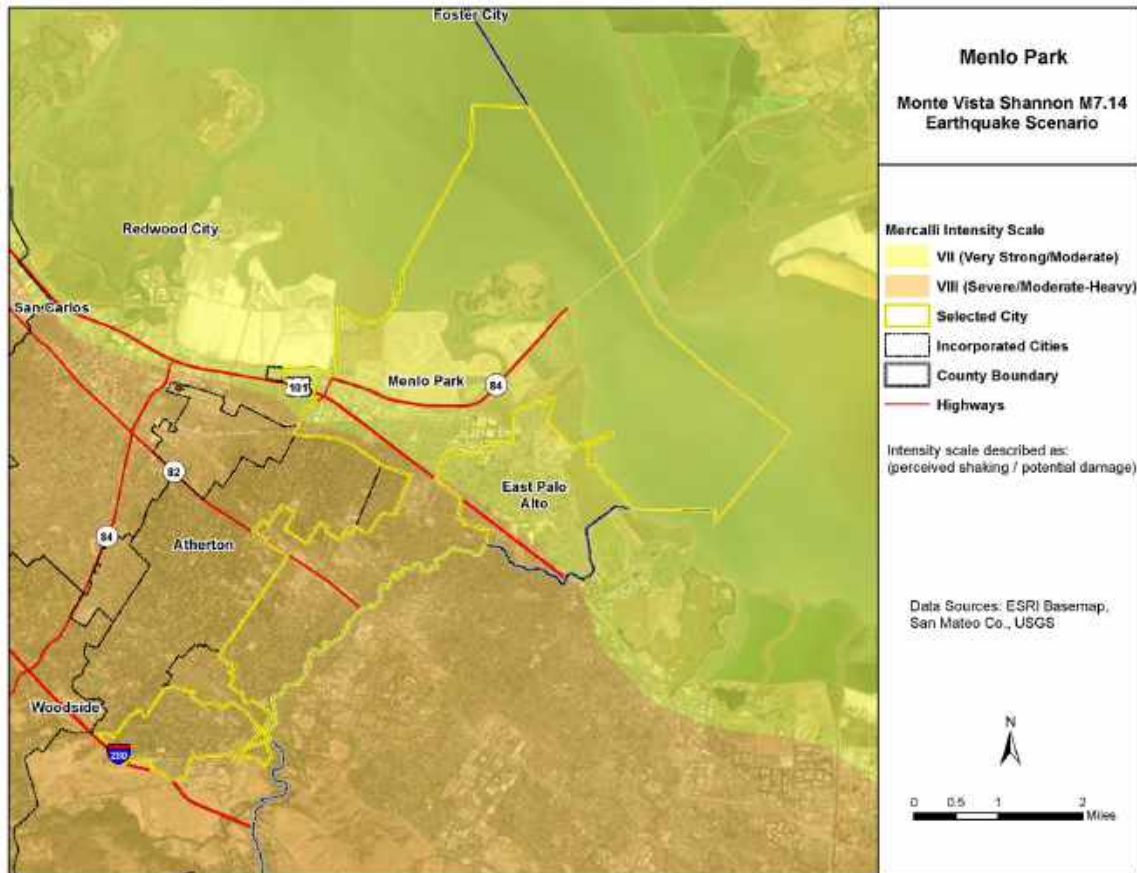 Foster City
Redwood City
San Carlos
101
Menlo Park
84
82
East Palo
Alto
84
Atherton
Woodside
280
Menlo Park
Monte Vista Shannon M7.14
Earthquake Scenario
Mercalli Intensity Scale
VII (Very Strong/Moderate)
VIII (Severe/Moderate-Heavy)
Selected City
Incorporated Cities
County Boundary
Highways
Intensity scale described as:
(perceived shaking / potential damage)
Data Sources: ESRI Basemap,
San Mateo Co., USGS
N
0 0.5 1 2
Miles